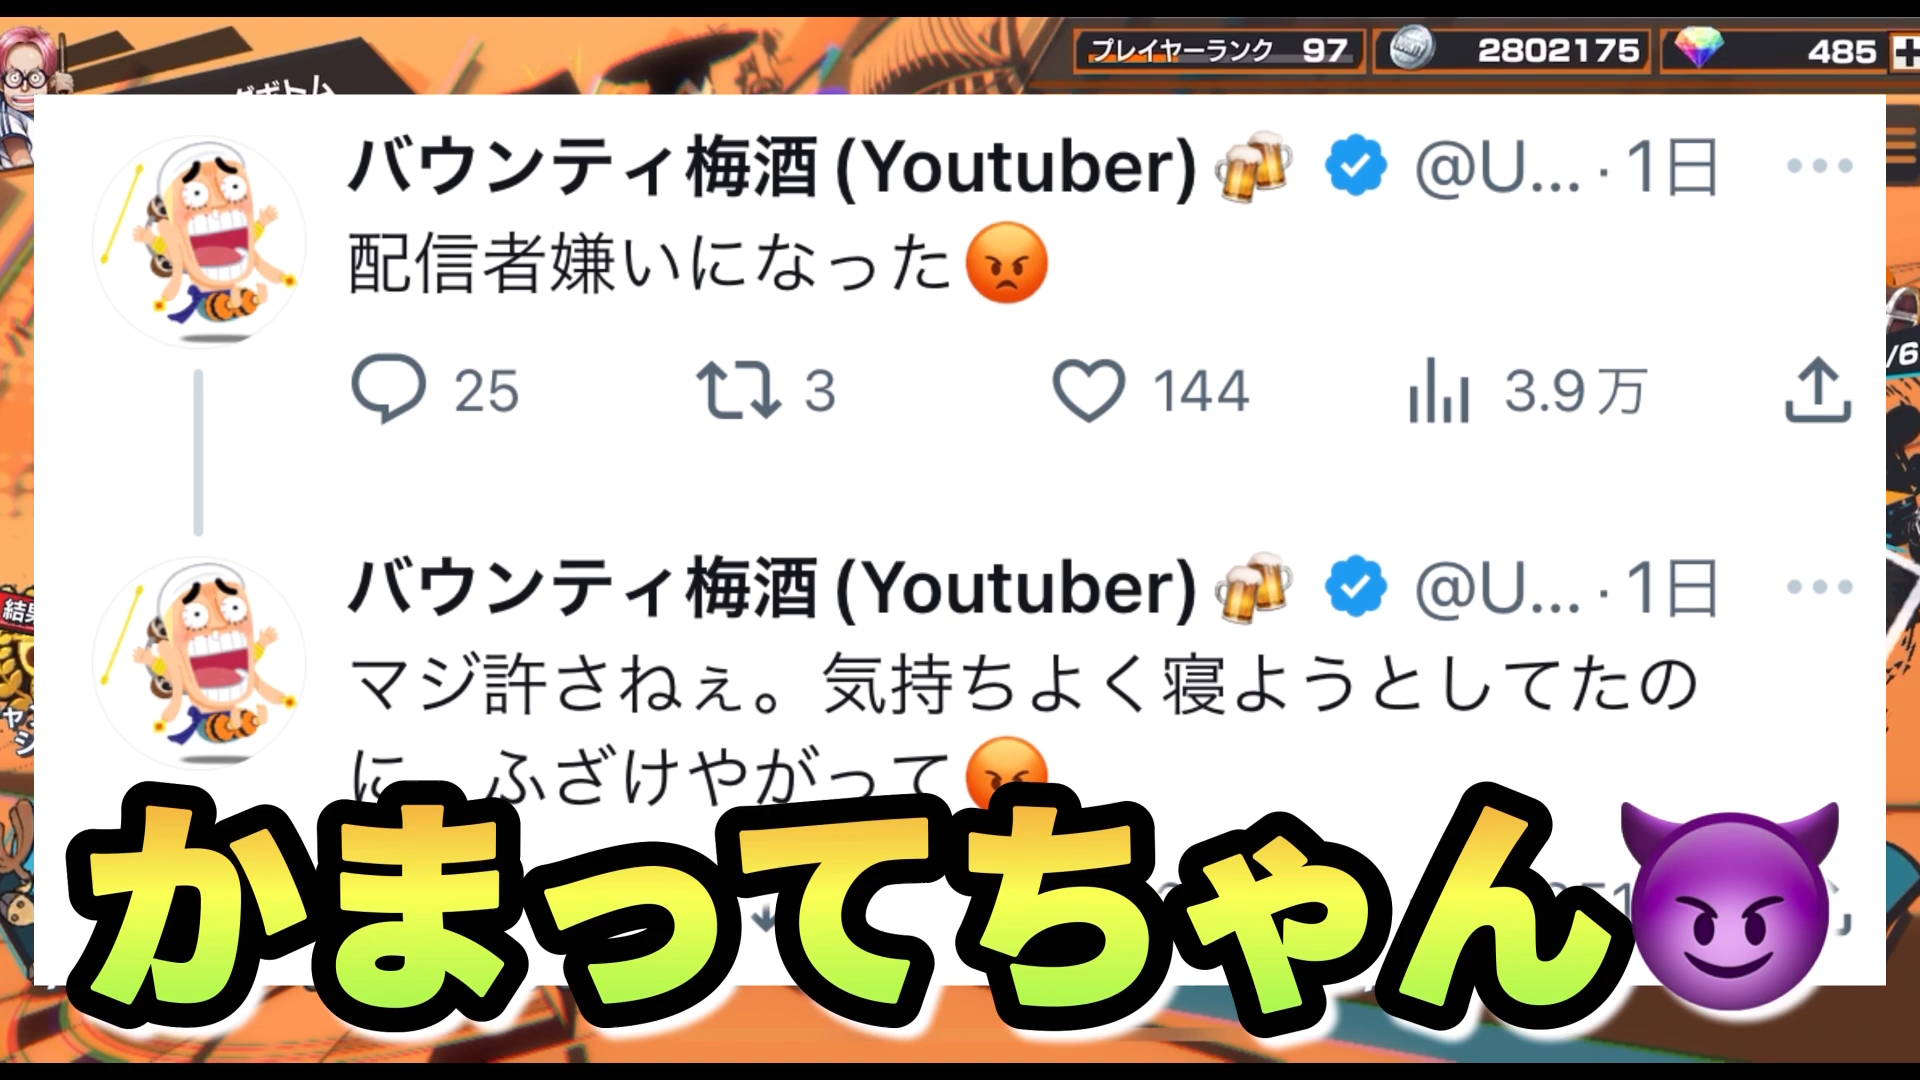 プレイヤーランク 97 2802175 485
バウンティ梅酒 (Youtuber) 🍻 @U... · 1日
配信者嫌いになった😡
25 3 144 3.9万
バウンティ梅酒 (Youtuber) 🍻 @U... · 1日
マジ許さねぇ。気持ちよく寝ようとしてたの
に、ふざけやがって😡
かまってちゃん😈